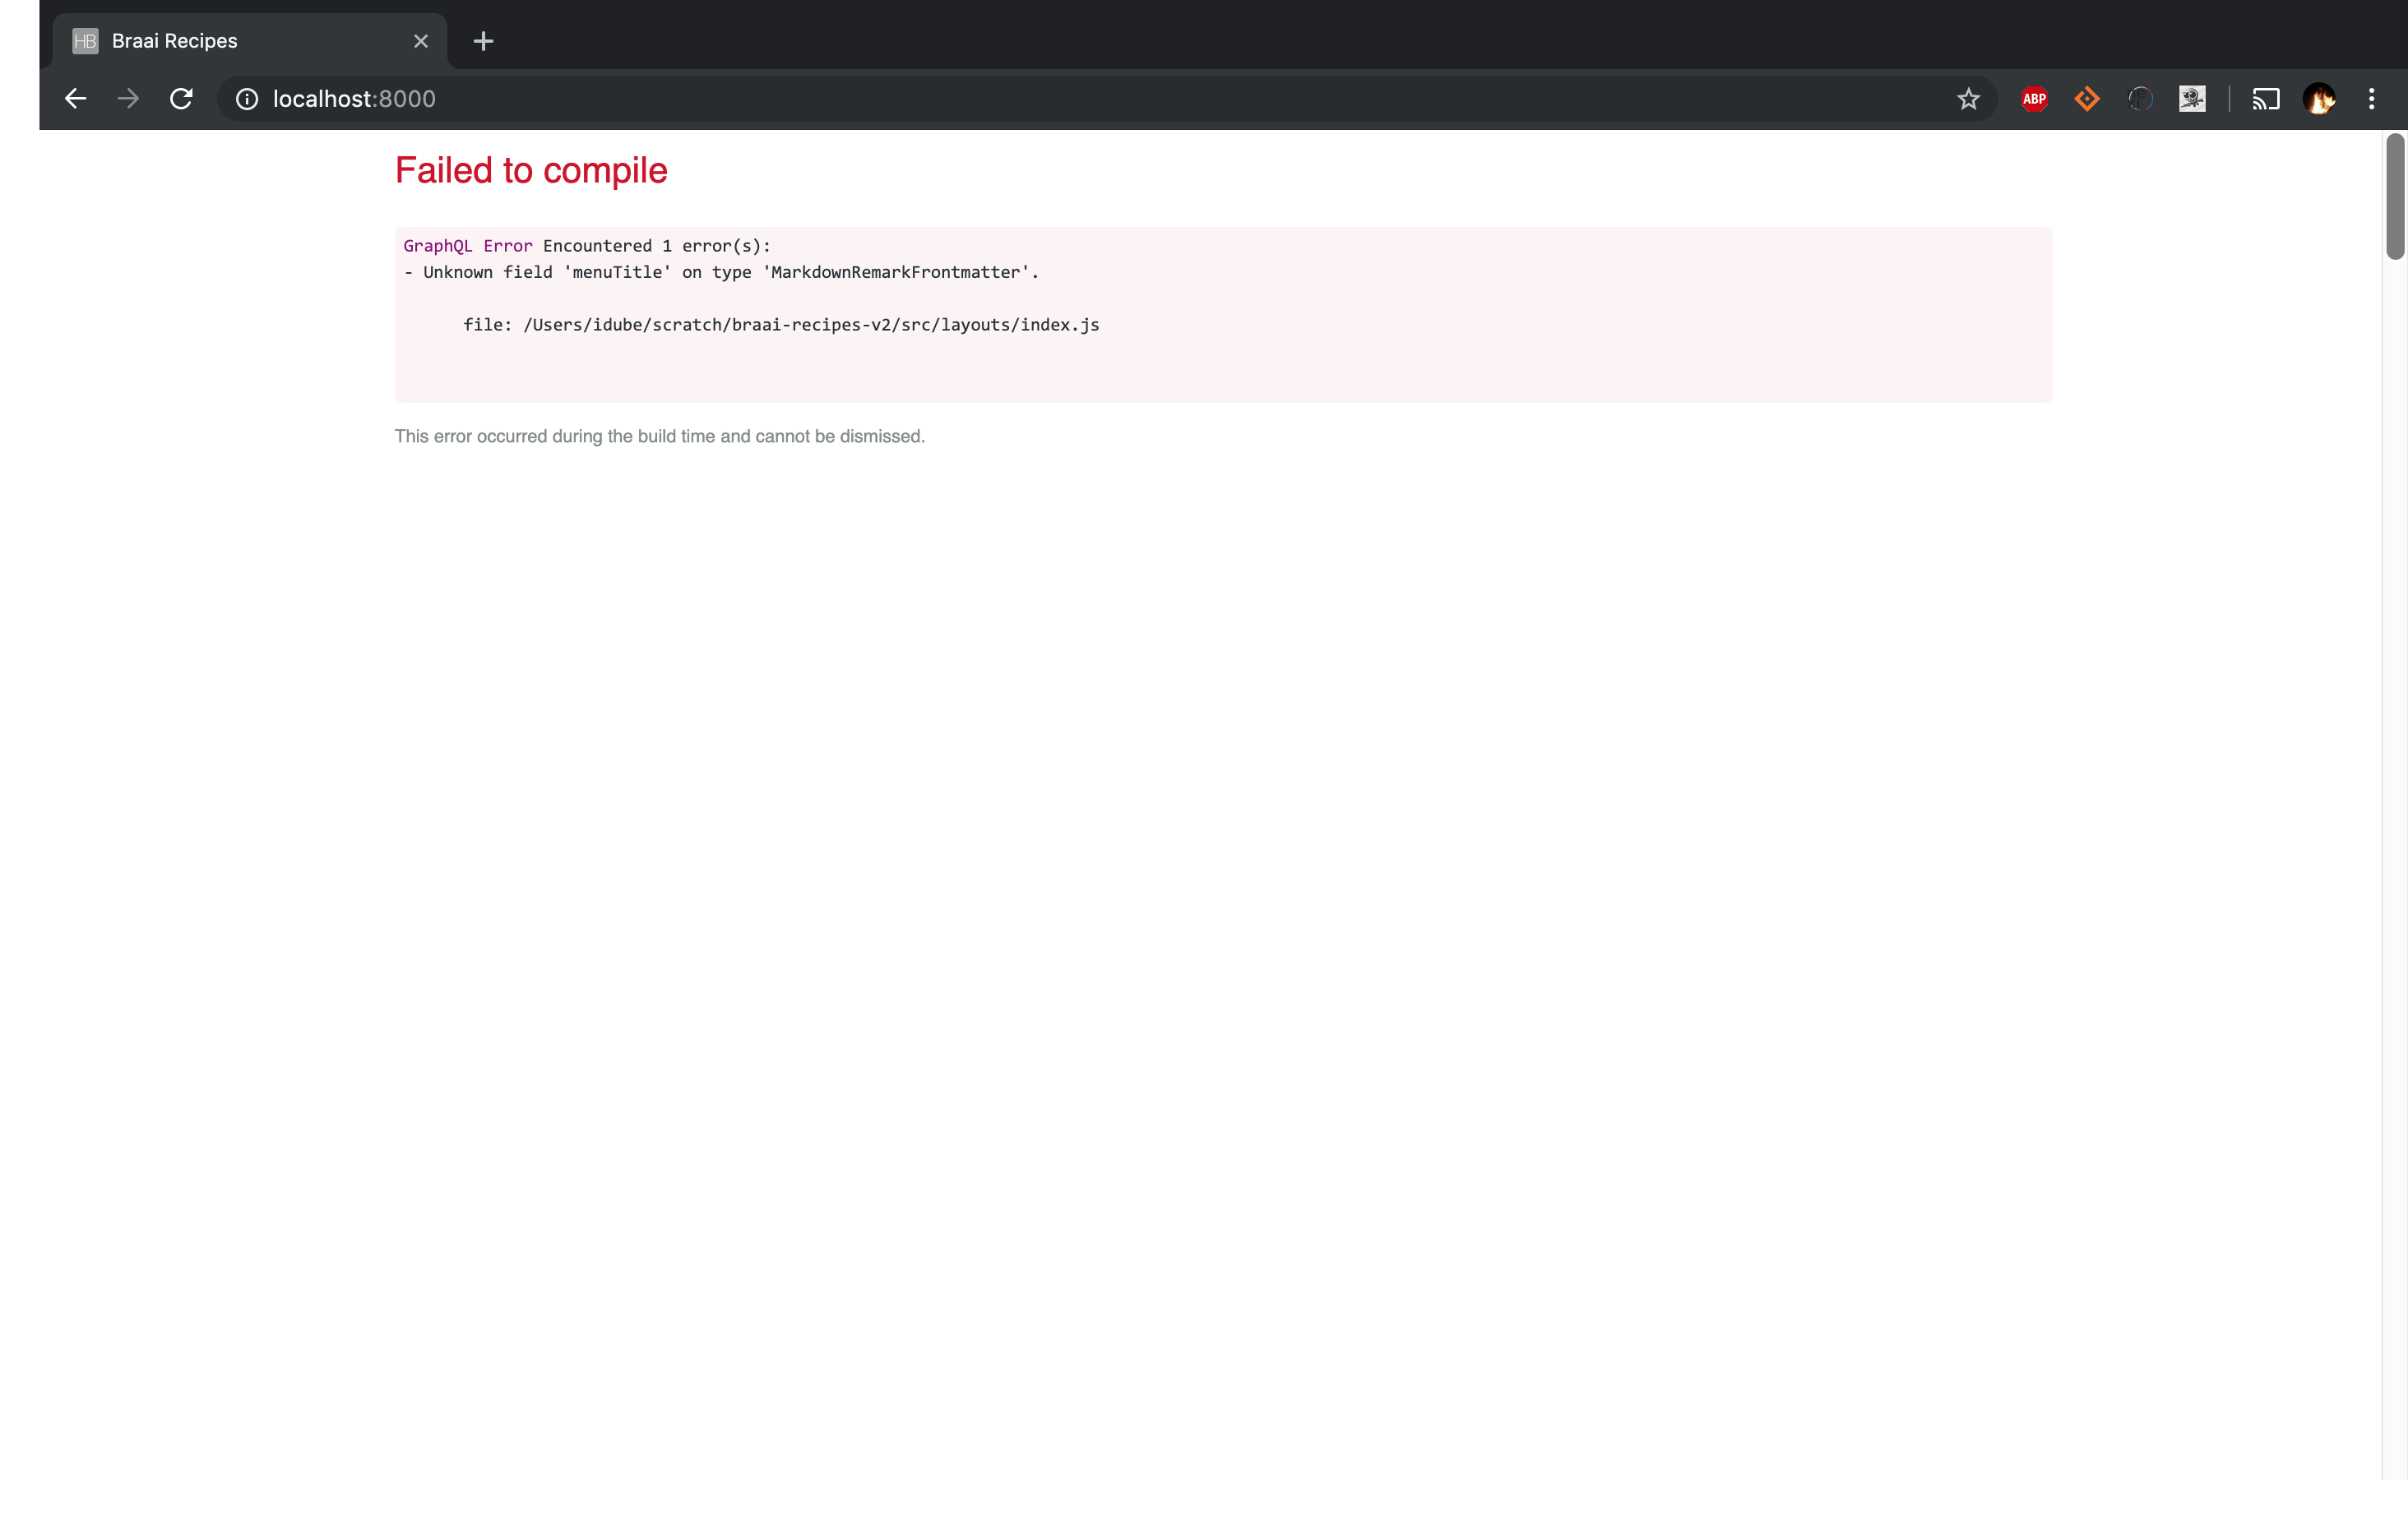 HB Braai Recipes
localhost:8000
ABP
Failed to compile
GraphQL Error Encountered 1 error(s):
- Unknown field 'menuTitle' on type 'MarkdownRemarkFrontmatter'.
file: /Users/idube/scratch/braai-recipes-v2/src/layouts/index.js
This error occurred during the build time and cannot be dismissed.